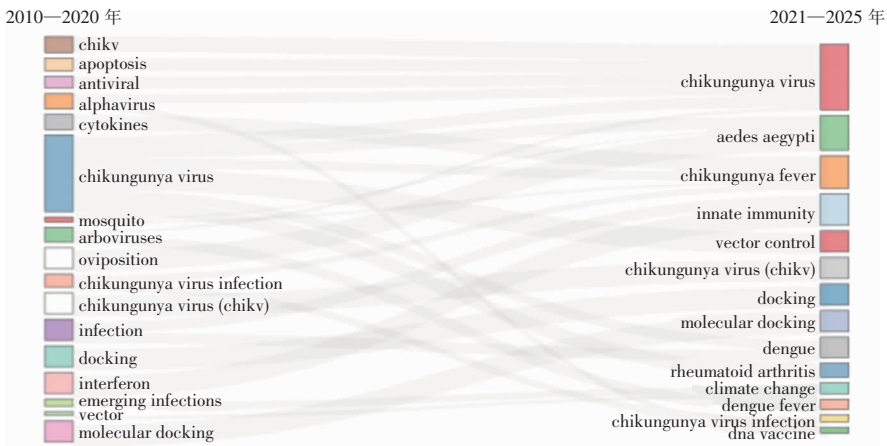 2010—2020 年
2021—2025 年
chikv
apoptosis
antiviral
alphavirus
cytokines
chikungunya virus
mosquito
arboviruses
oviposition
chikungunya virus infection
chikungunya virus (chikv)
infection
docking
interferon
emerging infections
vector
molecular docking
chikungunya virus
aedes aegypti
chikungunya fever
innate immunity
vector control
chikungunya virus (chikv)
docking
molecular docking
dengue
rheumatoid arthritis
climate change
dengue fever
chikungunya virus infection
dna vaccine